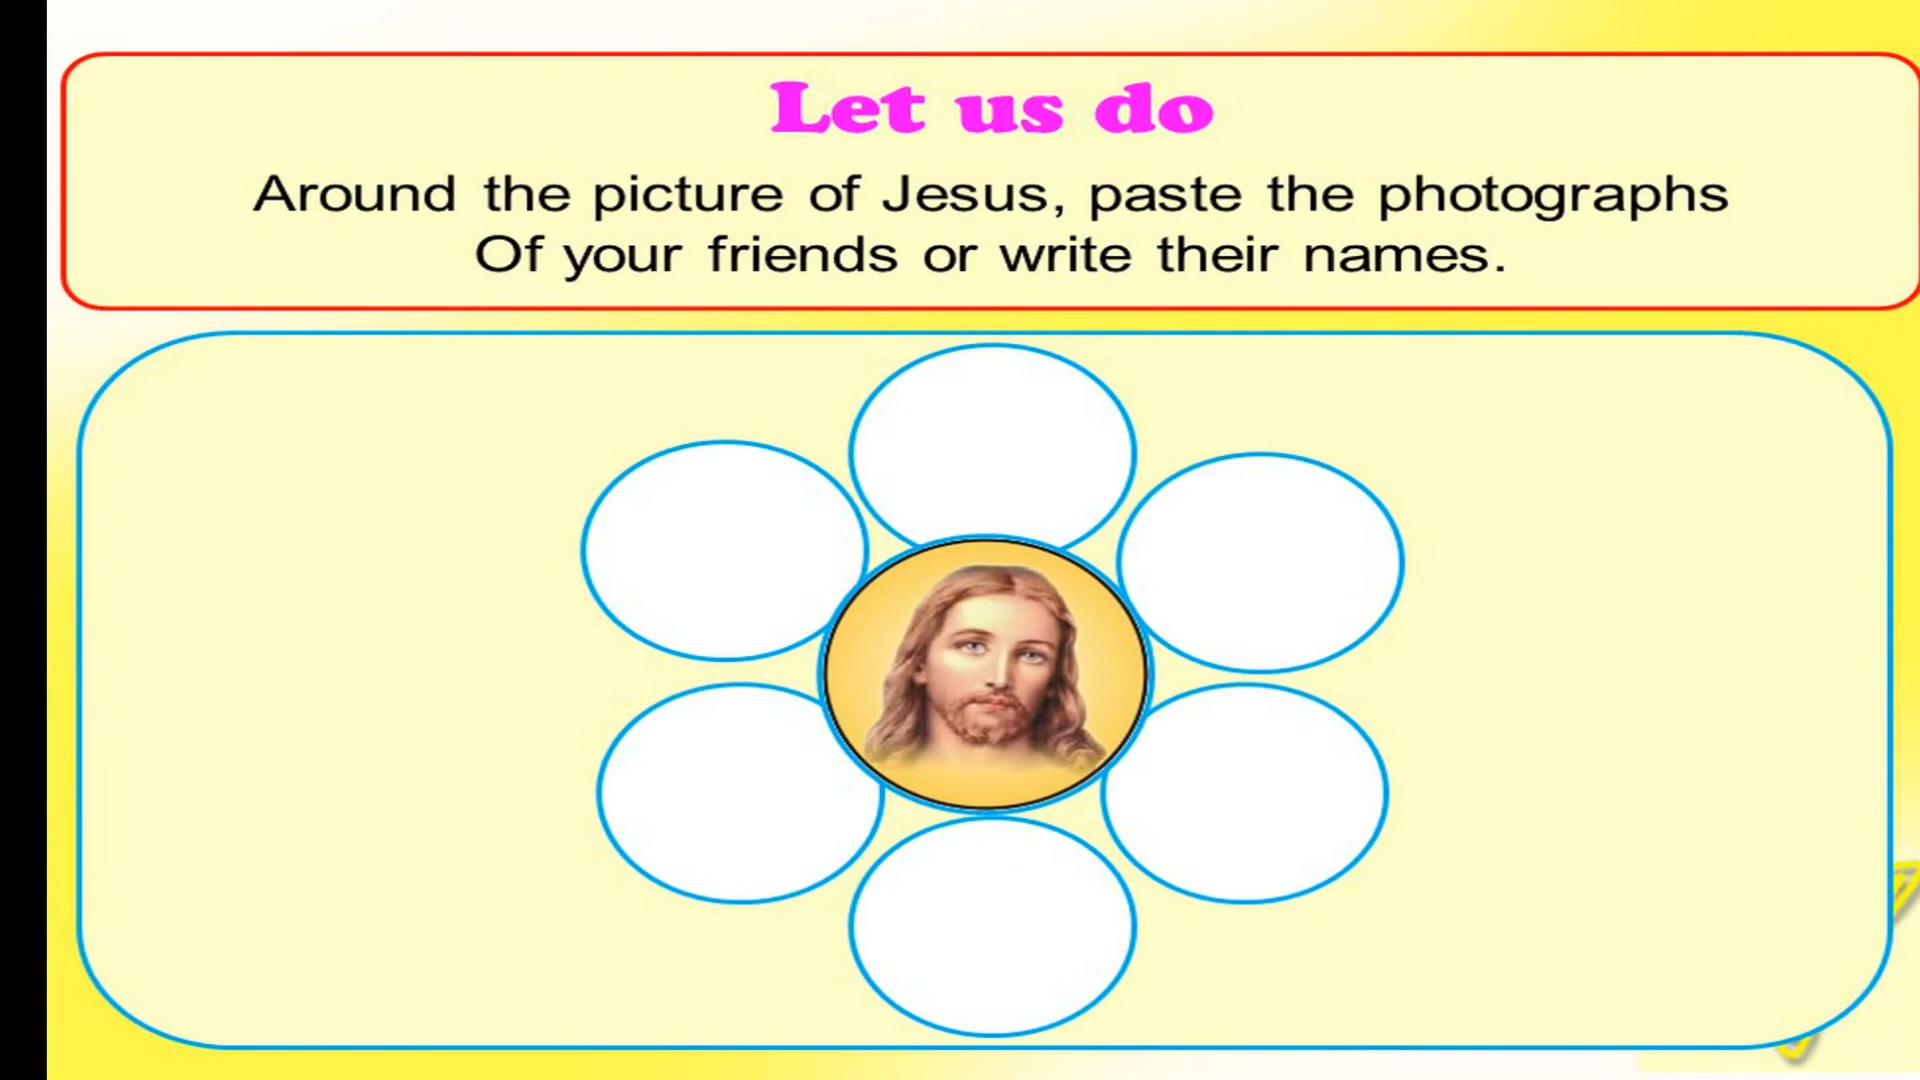 Let us do
Around the picture of Jesus, paste the photographs
Of your friends or write their names.